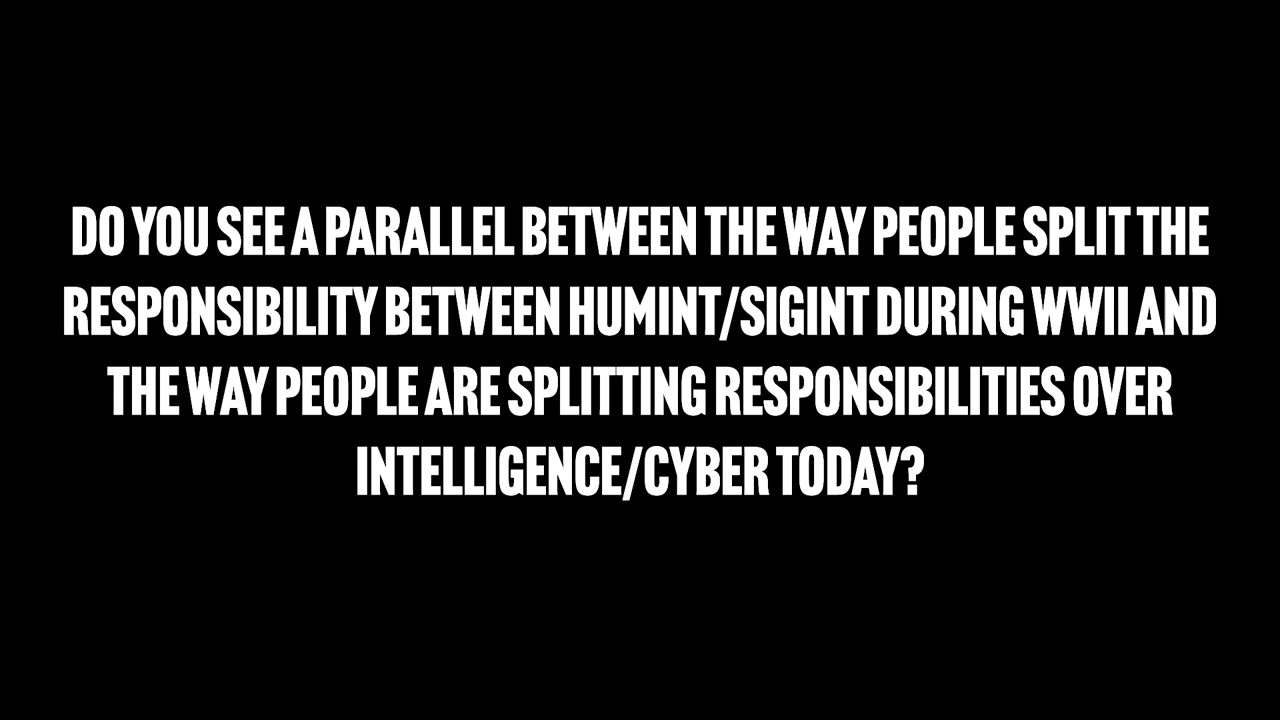 DO YOU SEE A PARALLEL BETWEEN THE WAY PEOPLE SPLIT THE
RESPONSIBILITY BETWEEN HUMINT/SIGINT DURING WWII AND
THE WAY PEOPLE ARE SPLITTING RESPONSIBILITIES OVER
INTELLIGENCE/CYBER TODAY?